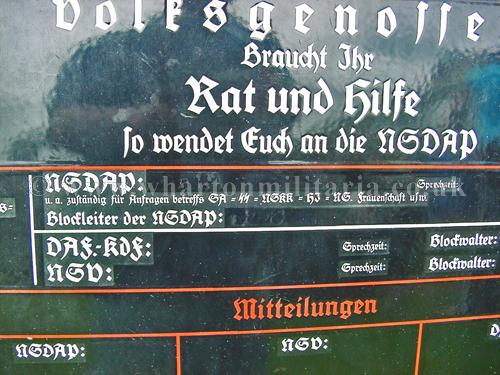 Volksgenosse
Braucht Ihr
Rat und Hilfe
so wendet Euch an die NSDAP
NSDAP: Sprechzeit:
u. a. zuständig für Anfragen betreffs SA = SS = NSKK = HJ = NS. Frauenschaft usw.
Blockleiter der NSDAP:
s=
DAF.-KdF: Sprechzeit: Blockwalter:
NSV: Sprechzeit: Blockwalter:
Mitteilungen
NSDAP: NSV: D